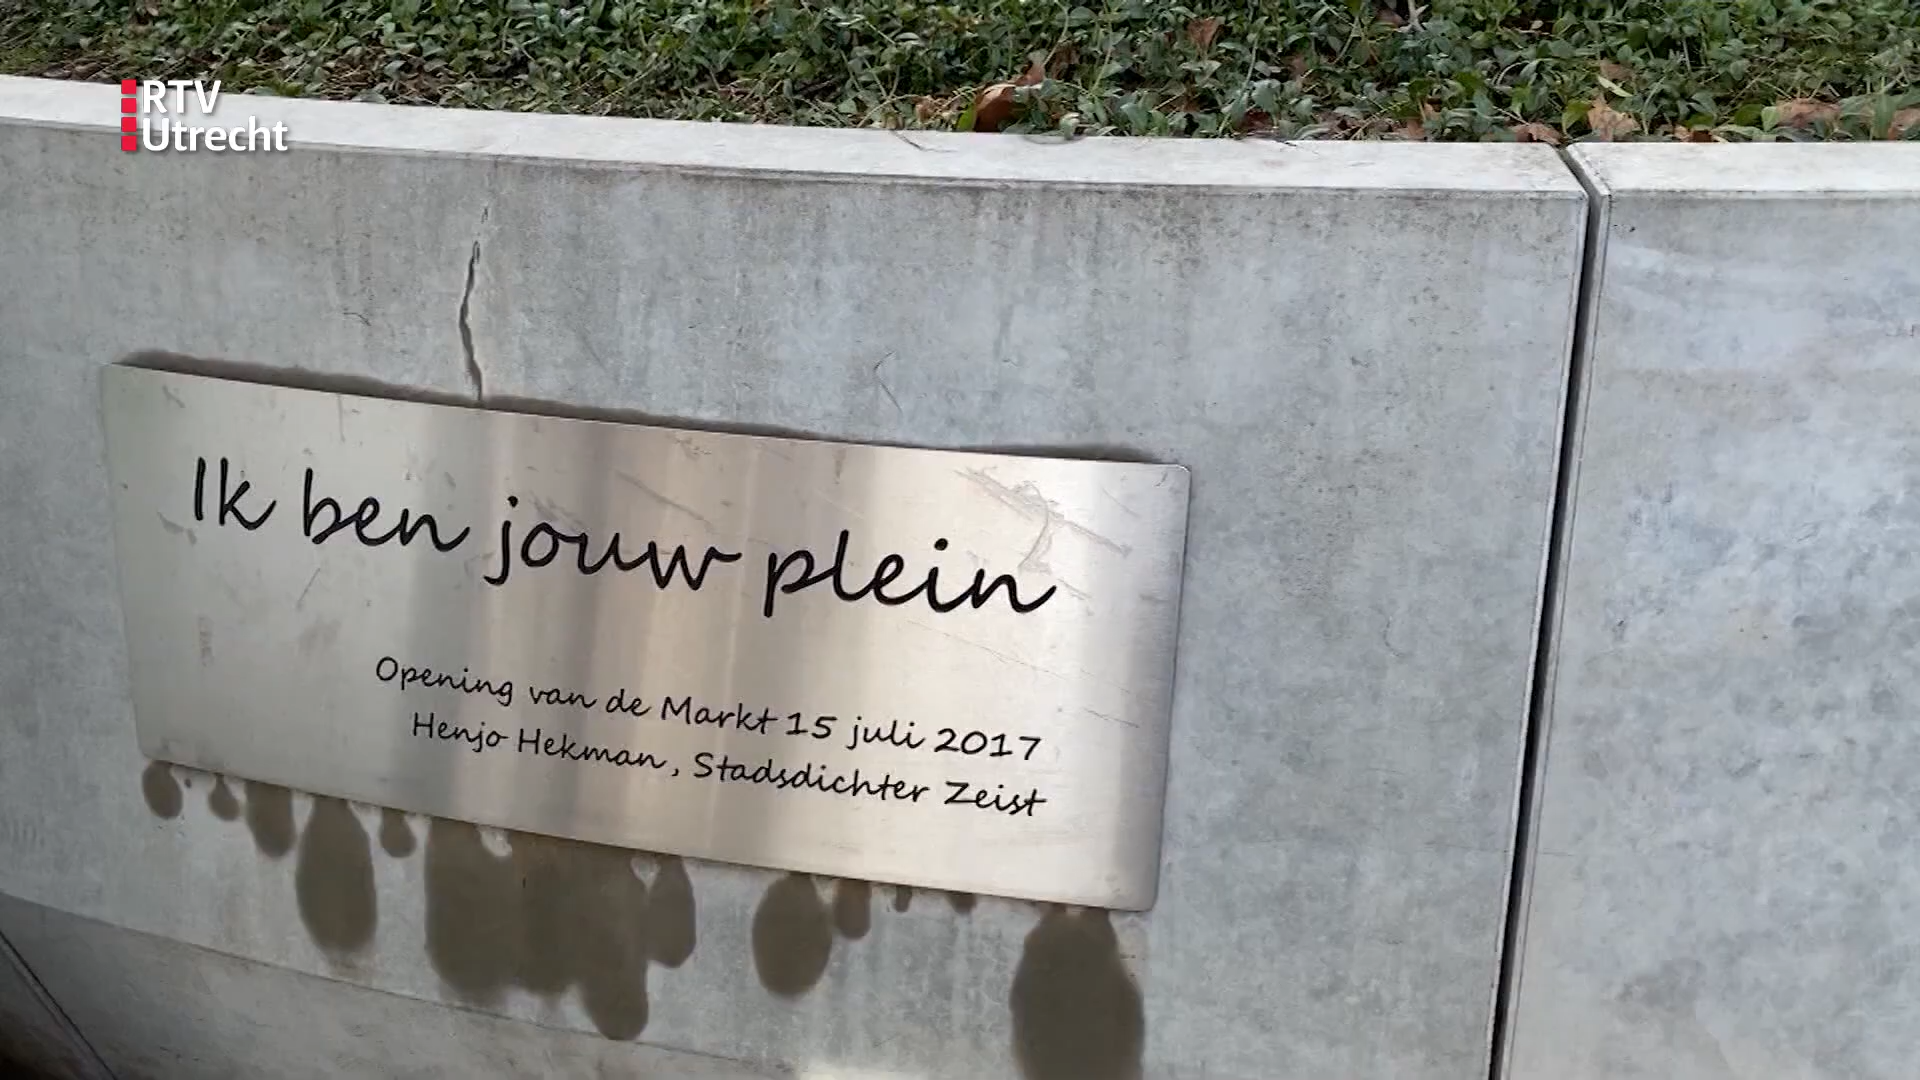 RTV
Utrecht
Ik ben jouw plein
Opening van de Markt 15 juli 2017
Henjo Hekman, Stadsdichter Zeist